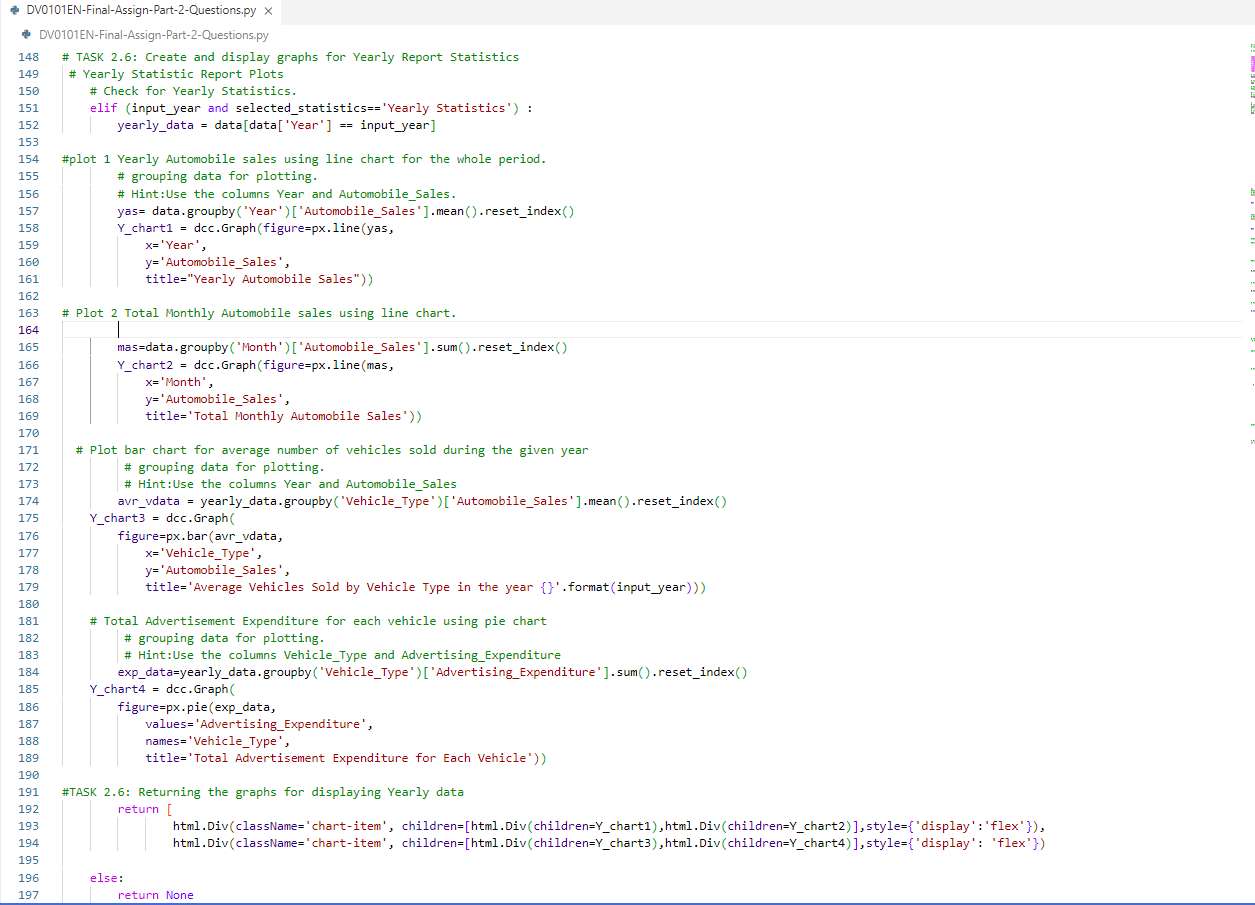 DV0101EN-Final-Assign-Part-2-Questions.py ×
DV0101EN-Final-Assign-Part-2-Questions.py
148 # TASK 2.6: Create and display graphs for Yearly Report Statistics
149 # Yearly Statistic Report Plots
150 # Check for Yearly Statistics.
151 elif (input_year and selected_statistics=='Yearly Statistics') :
152 yearly_data = data[data['Year'] == input_year]
153
154 #plot 1 Yearly Automobile sales using line chart for the whole period.
155 # grouping data for plotting.
156 # Hint:Use the columns Year and Automobile_Sales.
157 yas= data.groupby('Year')['Automobile_Sales'].mean().reset_index()
158 Y_chart1 = dcc.Graph(figure=px.line(yas,
159 x='Year',
160 y='Automobile_Sales',
161 title="Yearly Automobile Sales"))
162
163 # Plot 2 Total Monthly Automobile sales using line chart.
164
165 mas=data.groupby('Month')['Automobile_Sales'].sum().reset_index()
166 Y_chart2 = dcc.Graph(figure=px.line(mas,
167 x='Month',
168 y='Automobile_Sales',
169 title='Total Monthly Automobile Sales'))
170
171 # Plot bar chart for average number of vehicles sold during the given year
172 # grouping data for plotting.
173 # Hint:Use the columns Year and Automobile_Sales
174 avr_vdata = yearly_data.groupby('Vehicle_Type')['Automobile_Sales'].mean().reset_index()
175 Y_chart3 = dcc.Graph(
176 figure=px.bar(avr_vdata,
177 x='Vehicle_Type',
178 y='Automobile_Sales',
179 title='Average Vehicles Sold by Vehicle Type in the year {}'.format(input_year)))
180
181 # Total Advertisement Expenditure for each vehicle using pie chart
182 # grouping data for plotting.
183 # Hint:Use the columns Vehicle_Type and Advertising_Expenditure
184 exp_data=yearly_data.groupby('Vehicle_Type')['Advertising_Expenditure'].sum().reset_index()
185 Y_chart4 = dcc.Graph(
186 figure=px.pie(exp_data,
187 values='Advertising_Expenditure',
188 names='Vehicle_Type',
189 title='Total Advertisement Expenditure for Each Vehicle'))
190
191 #TASK 2.6: Returning the graphs for displaying Yearly data
192 return [
193 html.Div(className='chart-item', children=[html.Div(children=Y_chart1),html.Div(children=Y_chart2)],style={'display':'flex'}),
194 html.Div(className='chart-item', children=[html.Div(children=Y_chart3),html.Div(children=Y_chart4)],style={'display': 'flex'})
195
196 else:
197 return None